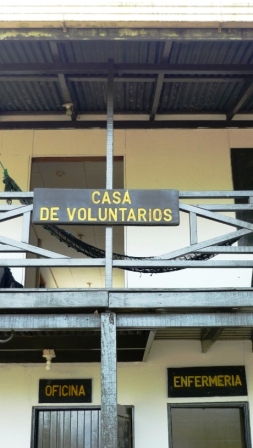 CASA
DE VOLUNTARIOS
OFICINA
ENFERMERIA